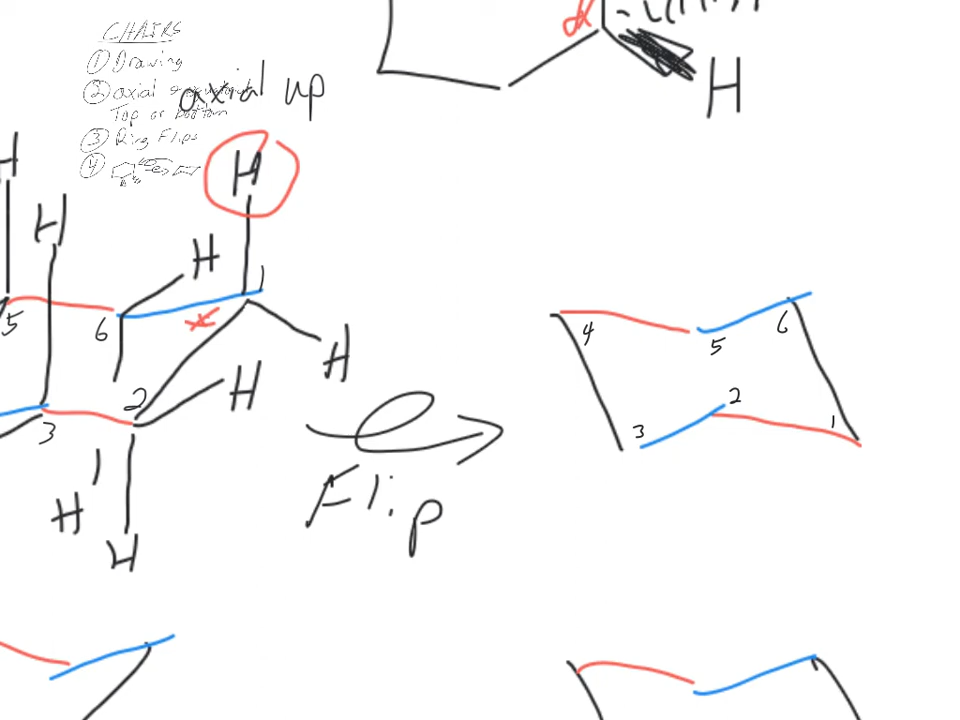 CHAIRS
① Drawing
② axial
Top or bottom
③ Ring Flips
④
axial up
H
H
H
H
H
1
5
6
H
2
H
3
H
H
Flip
4
5
6
3
2
1